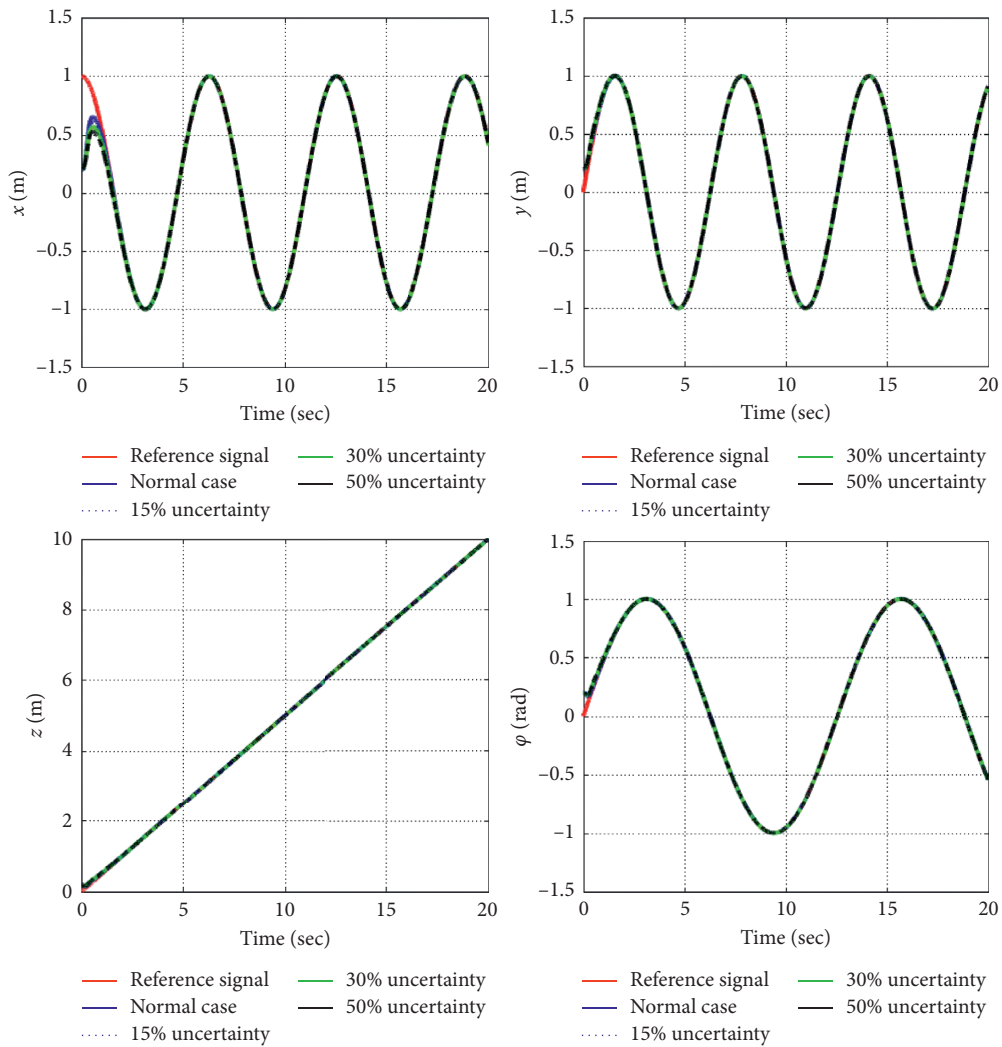 1.5
1
0.5
0
−0.5
−1
−1.5
x (m)
0 5 10 15 20
Time (sec)
Reference signal
Normal case
15% uncertainty
30% uncertainty
50% uncertainty
1.5
1
0.5
0
−0.5
−1
−1.5
y (m)
0 5 10 15 20
Time (sec)
Reference signal
Normal case
15% uncertainty
30% uncertainty
50% uncertainty
10
8
6
4
2
0
z (m)
0 5 10 15 20
Time (sec)
Reference signal
Normal case
15% uncertainty
30% uncertainty
50% uncertainty
1.5
1
0.5
0
−0.5
−1
−1.5
φ (rad)
0 5 10 15 20
Time (sec)
Reference signal
Normal case
15% uncertainty
30% uncertainty
50% uncertainty